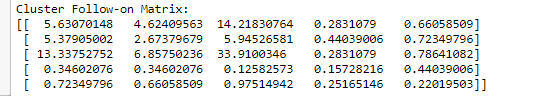 Cluster Follow-on Matrix:
[[ 5.63070148 4.62409563 14.21830764 0.2831079 0.66058509]
[ 5.37905002 2.67379679 5.94526581 0.44039006 0.72349796]
[ 13.33752752 6.85750236 33.9100346 0.2831079 0.78641082]
[ 0.34602076 0.34602076 0.12582573 0.15728216 0.44039006]
[ 0.72349796 0.66058509 0.97514942 0.25165146 0.22019503]]